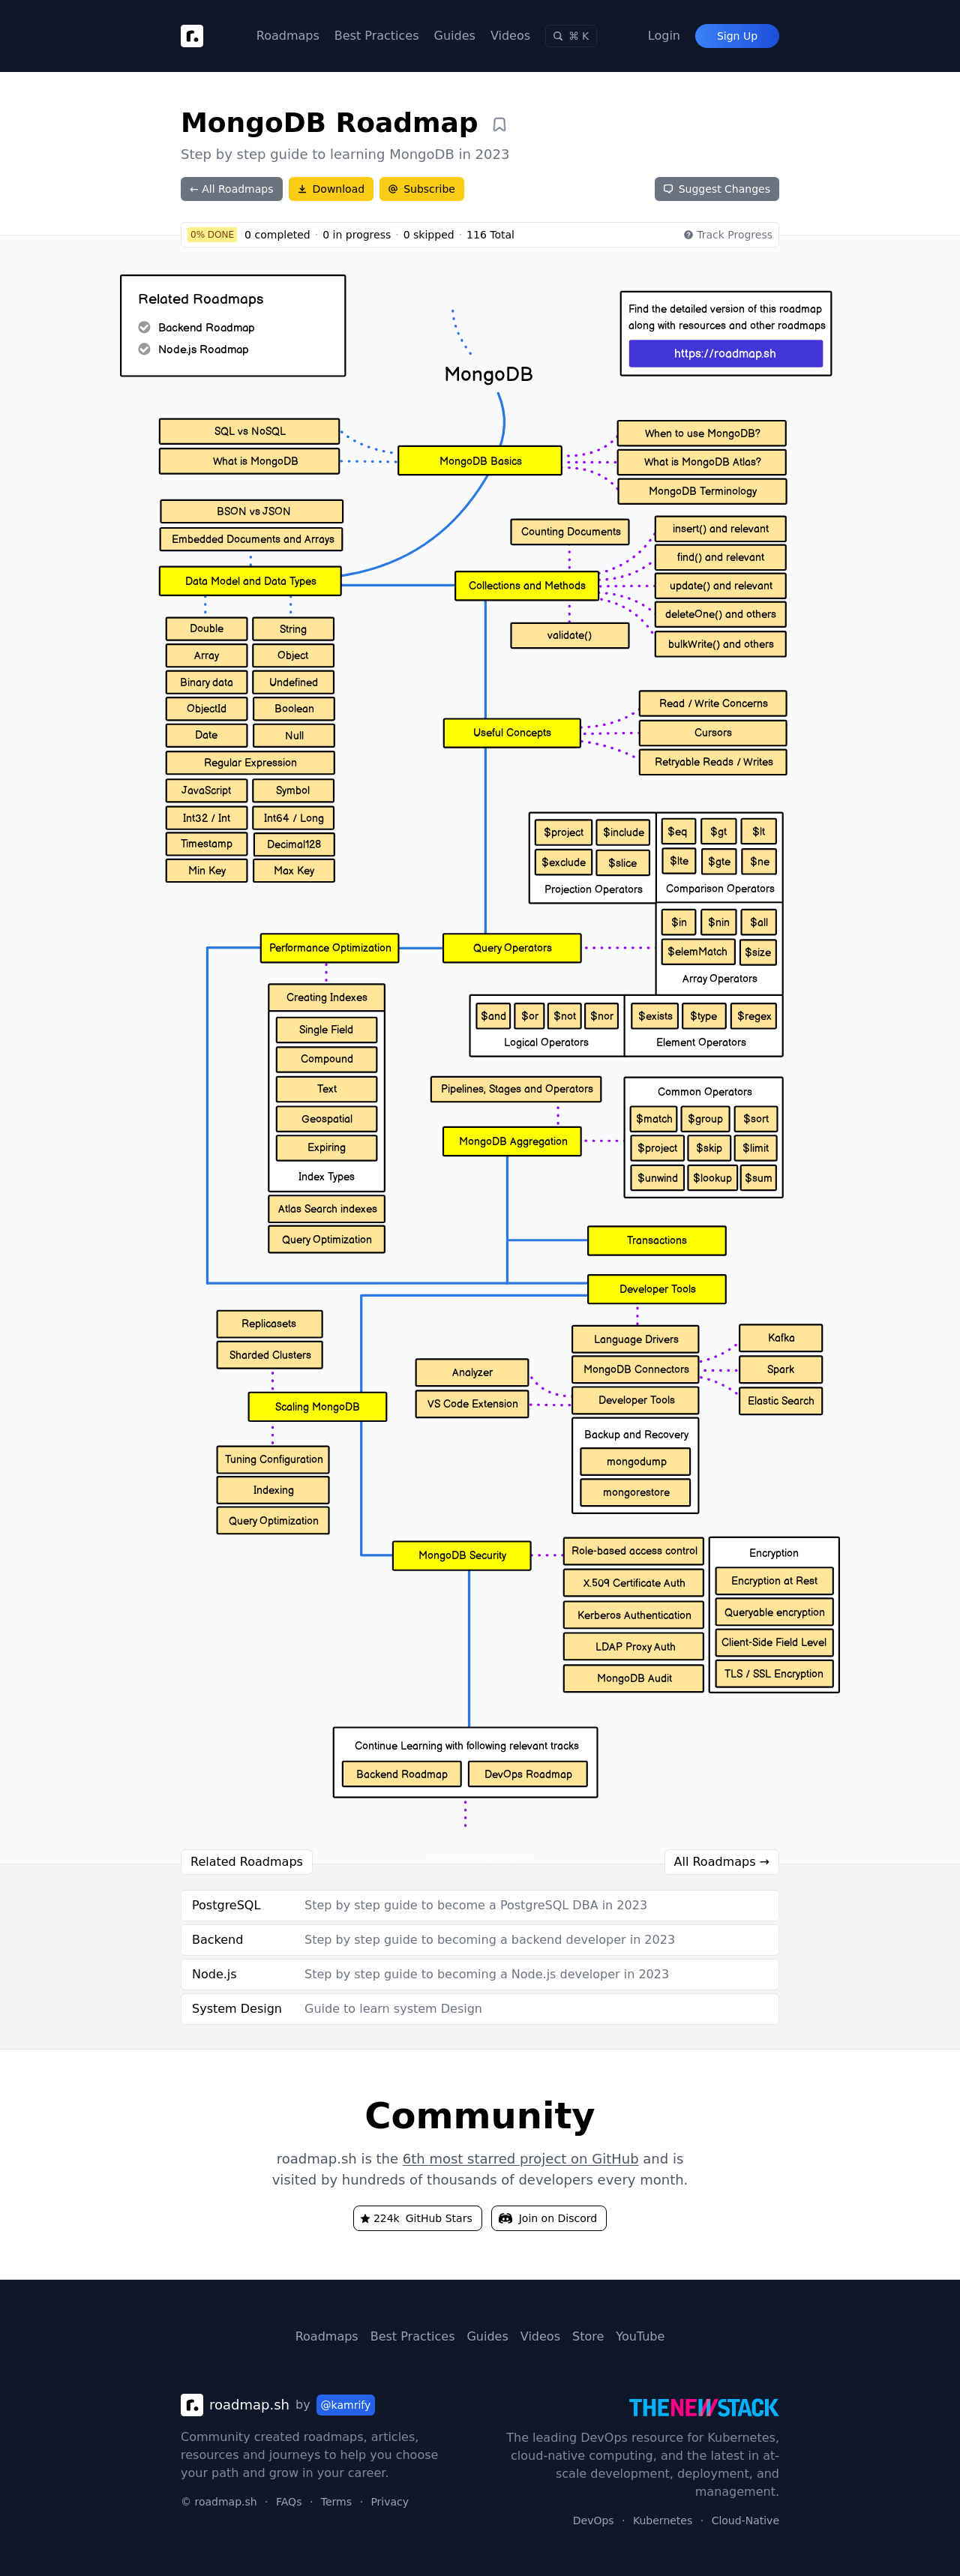 Roadmaps Best Practices Guides Videos ⌘ K Login Sign Up
MongoDB Roadmap
Step by step guide to learning MongoDB in 2023
← All Roadmaps Download Subscribe Suggest Changes
0% DONE 0 completed · 0 in progress · 0 skipped · 116 Total Track Progress
Related Roadmaps
Backend Roadmap
Node.js Roadmap
Find the detailed version of this roadmap
along with resources and other roadmaps
https://roadmap.sh
MongoDB
SQL vs NoSQL
What is MongoDB
MongoDB Basics
When to use MongoDB?
What is MongoDB Atlas?
MongoDB Terminology
BSON vs JSON
Embedded Documents and Arrays
Data Model and Data Types
Counting Documents
Collections and Methods
validate()
insert() and relevant
find() and relevant
update() and relevant
deleteOne() and others
bulkWrite() and others
Double String
Array Object
Binary data Undefined
ObjectId Boolean
Date Null
Regular Expression
JavaScript Symbol
Int32 / Int Int64 / Long
Timestamp Decimal128
Min Key Max Key
Useful Concepts
Read / Write Concerns
Cursors
Retryable Reads / Writes
$project $include
$exclude $slice
Projection Operators
$eq $gt $lt
$lte $gte $ne
Comparison Operators
Performance Optimization
Query Operators
$in $nin $all
$elemMatch $size
Array Operators
$and $or $not $nor
Logical Operators
$exists $type $regex
Element Operators
Creating Indexes
Single Field
Compound
Text
Geospatial
Expiring
Index Types
Atlas Search indexes
Query Optimization
Pipelines, Stages and Operators
MongoDB Aggregation
Common Operators
$match $group $sort
$project $skip $limit
$unwind $lookup $sum
Transactions
Developer Tools
Replicasets
Sharded Clusters
Scaling MongoDB
Tuning Configuration
Indexing
Query Optimization
Analyzer
VS Code Extension
Language Drivers
MongoDB Connectors
Developer Tools
Backup and Recovery
mongodump
mongorestore
Kafka
Spark
Elastic Search
MongoDB Security
Role-based access control
X.509 Certificate Auth
Kerberos Authentication
LDAP Proxy Auth
MongoDB Audit
Encryption
Encryption at Rest
Queryable encryption
Client-Side Field Level
TLS / SSL Encryption
Continue Learning with following relevant tracks
Backend Roadmap DevOps Roadmap
Related Roadmaps All Roadmaps →
PostgreSQL Step by step guide to become a PostgreSQL DBA in 2023
Backend Step by step guide to becoming a backend developer in 2023
Node.js Step by step guide to becoming a Node.js developer in 2023
System Design Guide to learn system Design
Community
roadmap.sh is the 6th most starred project on GitHub and is
visited by hundreds of thousands of developers every month.
224k GitHub Stars Join on Discord
Roadmaps Best Practices Guides Videos Store YouTube
roadmap.sh by @kamrify
Community created roadmaps, articles,
resources and journeys to help you choose
your path and grow in your career.
© roadmap.sh · FAQs · Terms · Privacy
THENEWSTACK
The leading DevOps resource for Kubernetes,
cloud-native computing, and the latest in at-
scale development, deployment, and
management.
DevOps · Kubernetes · Cloud-Native